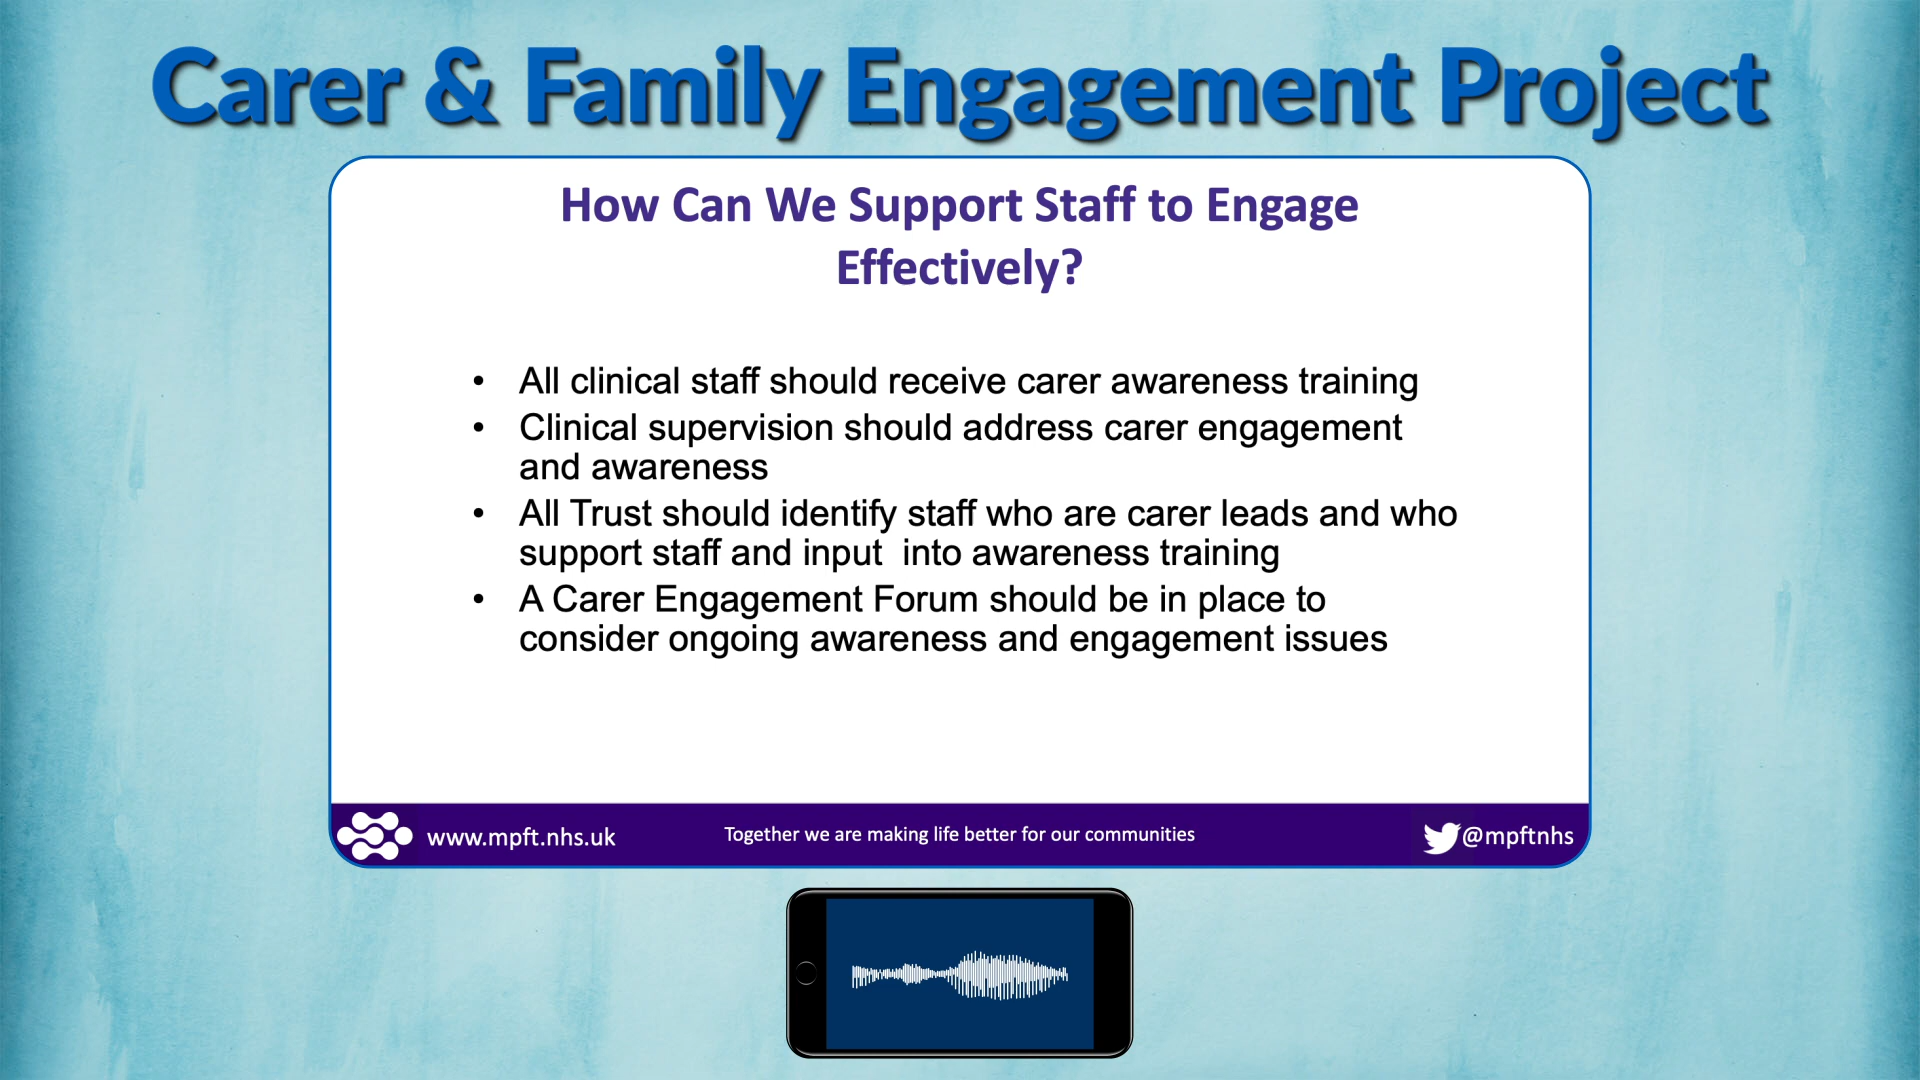 Carer & Family Engagement Project
How Can We Support Staff to Engage
Effectively?
• All clinical staff should receive carer awareness training
• Clinical supervision should address carer engagement
and awareness
• All Trust should identify staff who are carer leads and who
support staff and input  into awareness training
• A Carer Engagement Forum should be in place to
consider ongoing awareness and engagement issues
www.mpft.nhs.uk
Together we are making life better for our communities
@mpftnhs